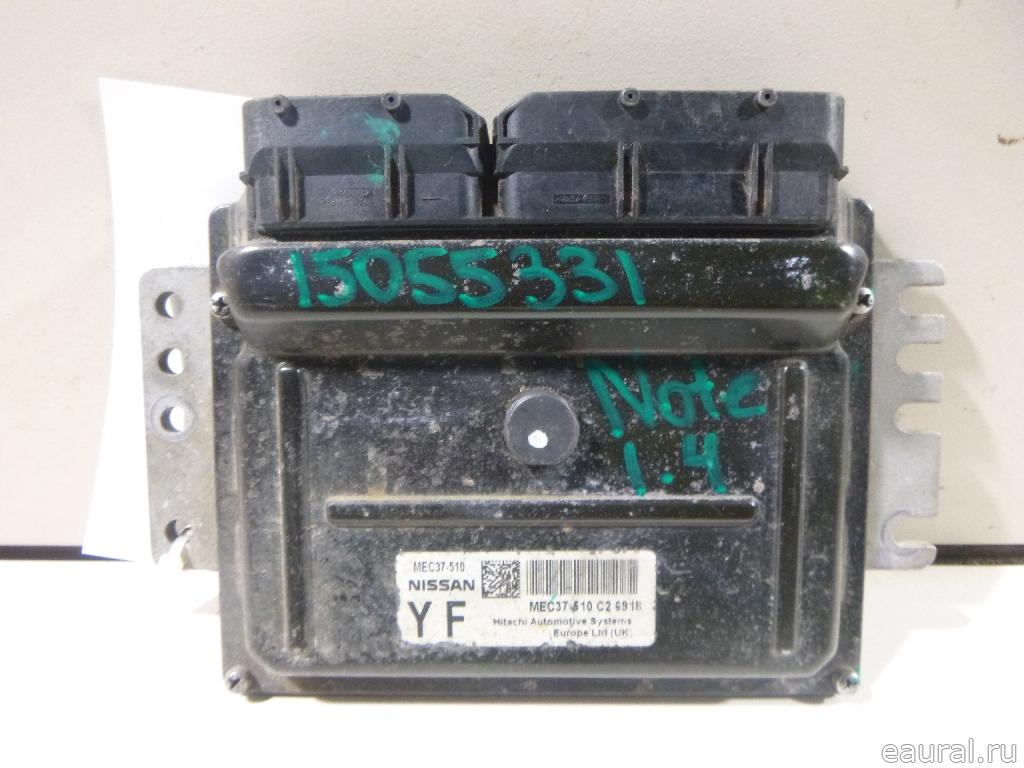 15055331
Note
1.4
MEC37-510
NISSAN
YF
MEC37-510 C2 6918
Hitachi Automotive Systems
Europe Ltd (UK)
eaural.ru